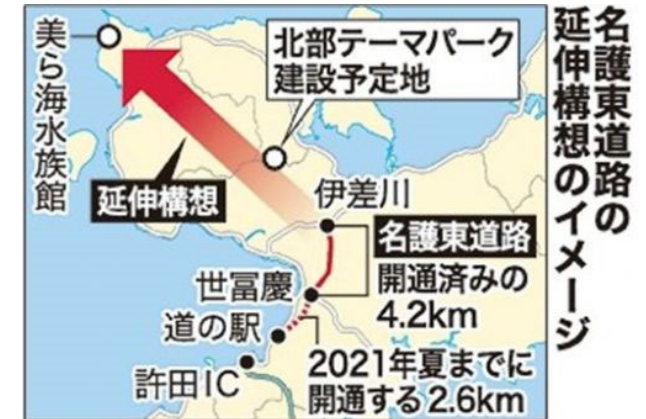 名護東道路の
延伸構想のイメージ
美ら海水族館
北部テーマパーク
建設予定地
延伸構想
伊差川
名護東道路
開通済みの
4.2km
世冨慶
道の駅
許田IC
2021年夏までに
開通する2.6km